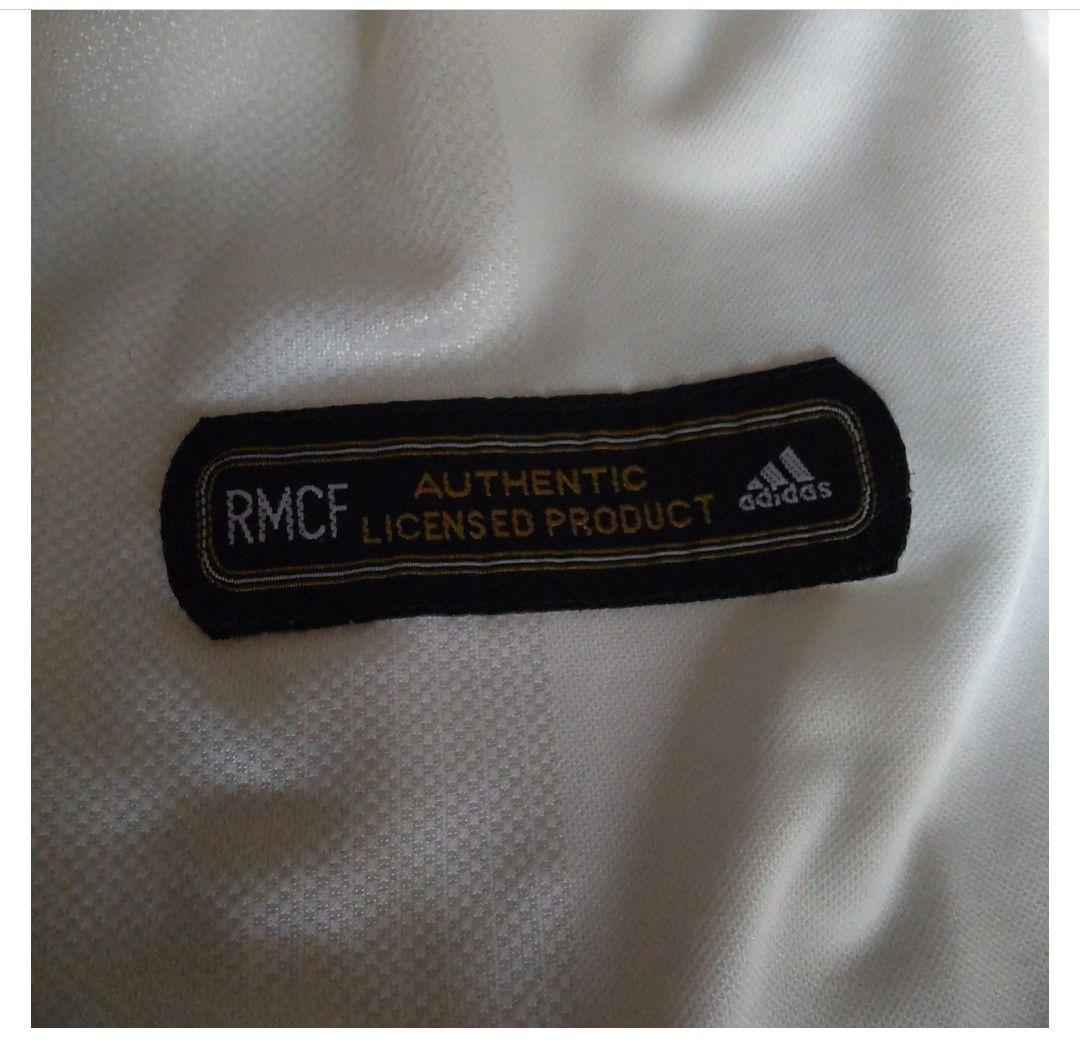 RMCF
AUTHENTIC
LICENSED PRODUCT
adidas